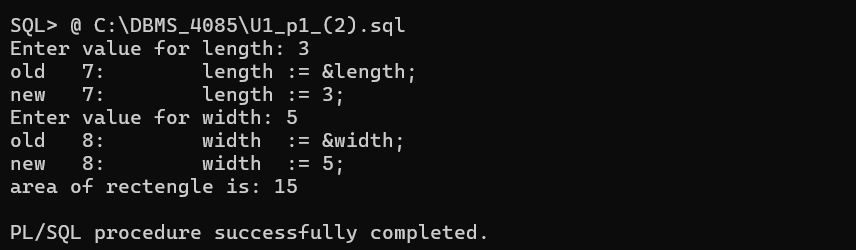 SQL> @ C:\DBMS_4085\U1_p1_(2).sql
Enter value for length: 3
old   7:        length := &length;
new   7:        length := 3;
Enter value for width: 5
old   8:        width  := &width;
new   8:        width  := 5;
area of rectengle is: 15

PL/SQL procedure successfully completed.